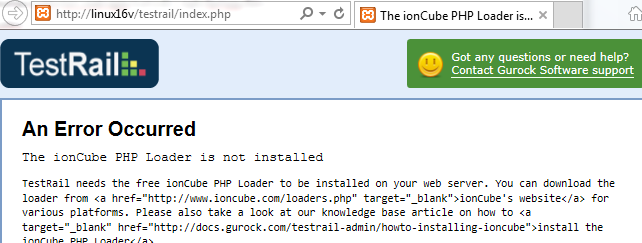 http://linux16v/testrail/index.php
The ionCube PHP Loader is...
TestRail
Got any questions or need help?
Contact Gurock Software support
An Error Occurred
The ionCube PHP Loader is not installed
TestRail needs the free ionCube PHP Loader to be installed on your web server. You can download the
loader from <a href="http://www.ioncube.com/loaders.php" target="_blank">ionCube's website</a> for
various platforms. Please also take a look at our knowledge base article on how to <a
target="_blank" href="http://docs.gurock.com/testrail-admin/howto-installing-ioncube">install the
ionCube PHP Loader</a>